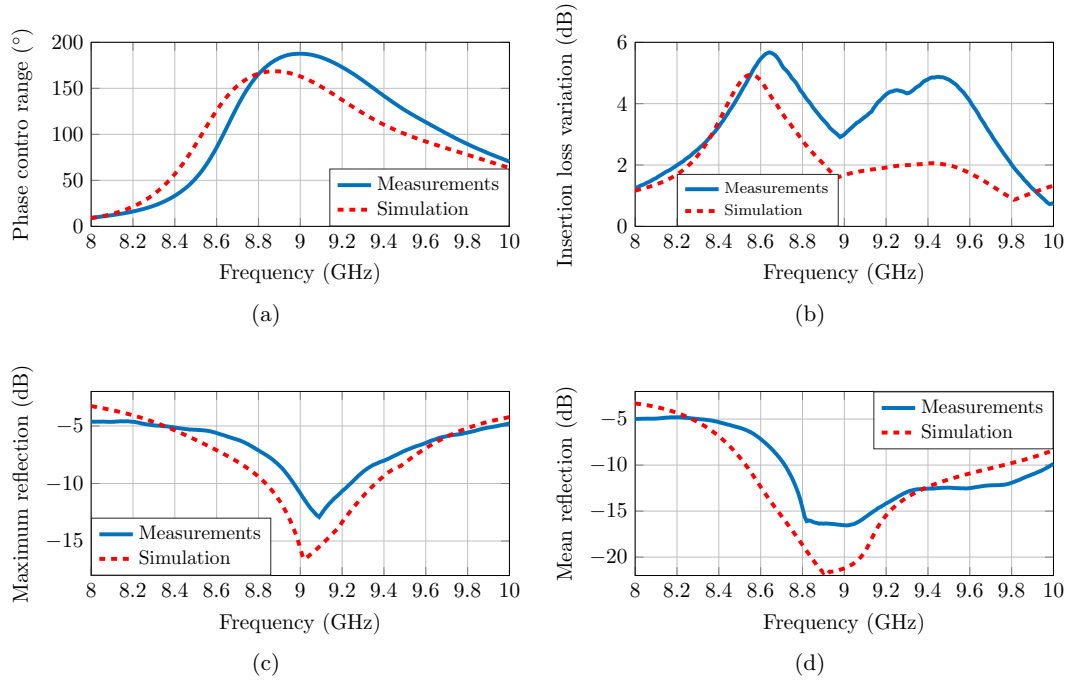 Phase contro range (°)
200
150
100
50
0
8 8.2 8.4 8.6 8.8 9 9.2 9.4 9.6 9.8 10
Frequency (GHz)
Measurements
Simulation
(a)
Insertion loss variation (dB)
6
4
2
0
8 8.2 8.4 8.6 8.8 9 9.2 9.4 9.6 9.8 10
Frequency (GHz)
Measurements
Simulation
(b)
Maximum reflection (dB)
−5
−10
−15
8 8.2 8.4 8.6 8.8 9 9.2 9.4 9.6 9.8 10
Frequency (GHz)
Measurements
Simulation
(c)
Mean reflection (dB)
−5
−10
−15
−20
8 8.2 8.4 8.6 8.8 9 9.2 9.4 9.6 9.8 10
Frequency (GHz)
Measurements
Simulation
(d)